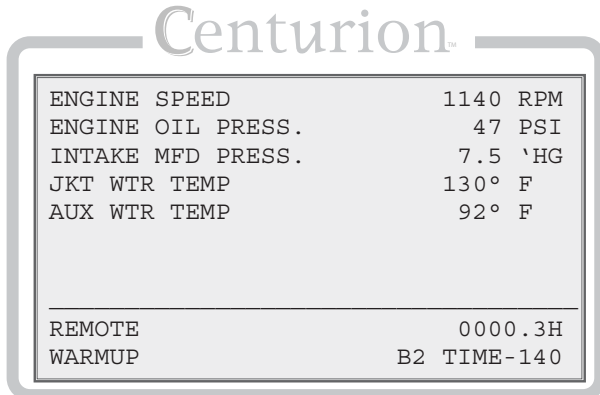 Centurion™
ENGINE SPEED 1140 RPM
ENGINE OIL PRESS. 47 PSI
INTAKE MFD PRESS. 7.5 ‘HG
JKT WTR TEMP 130° F
AUX WTR TEMP 92° F
REMOTE 0000.3H
WARMUP B2 TIME-140